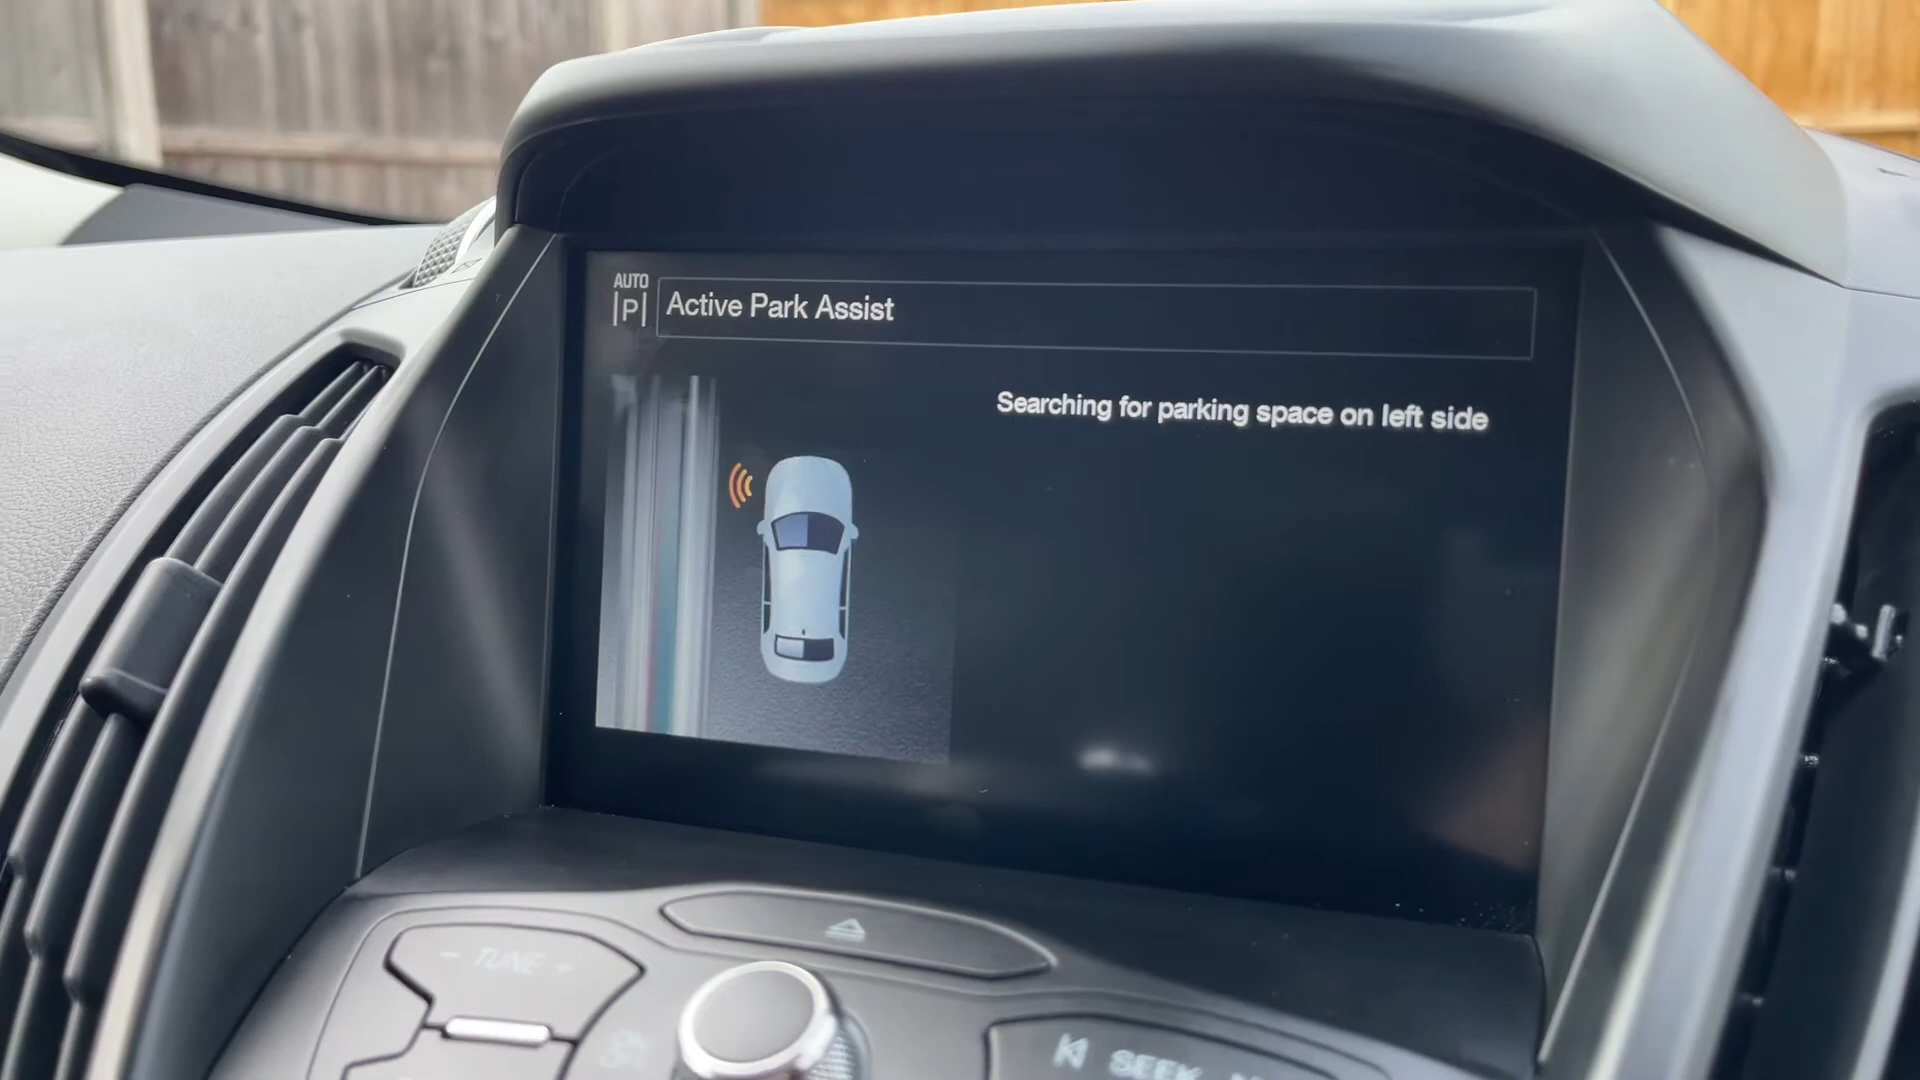 AUTO
P
Active Park Assist
Searching for parking space on left side
- TUNE +
SEEK